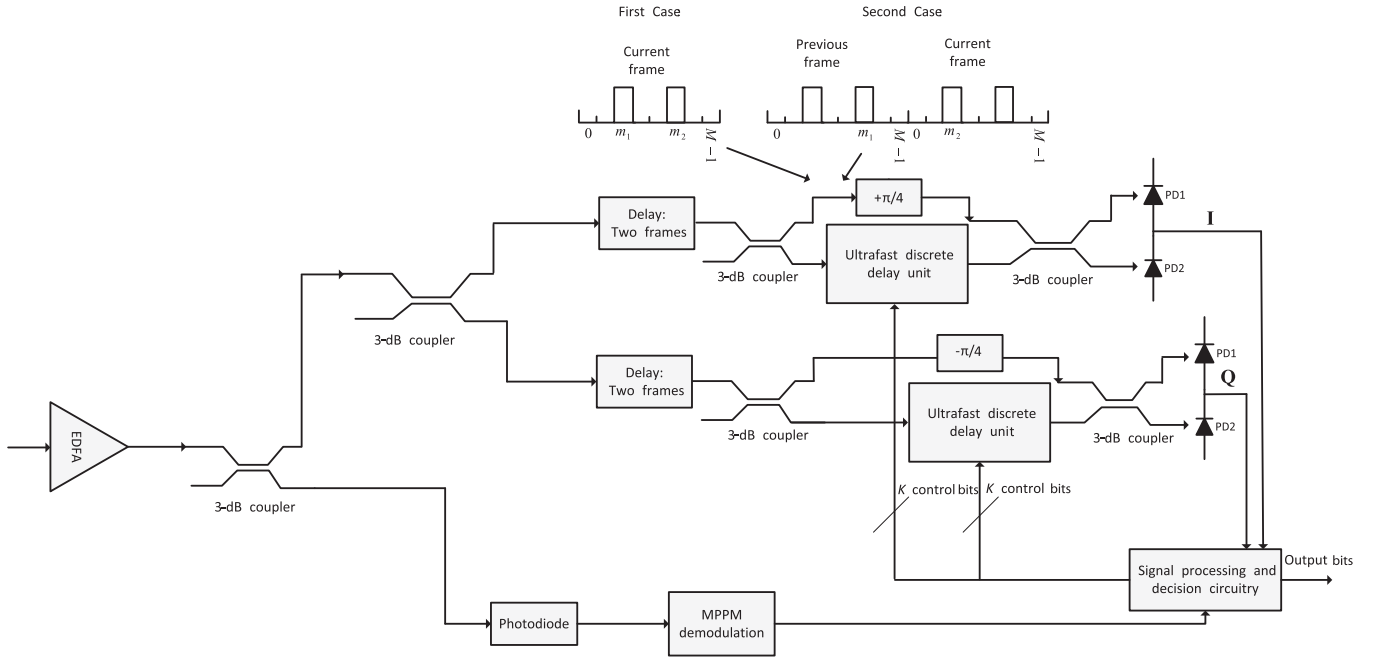 First Case
Second Case
Current
frame
Previous
frame
Current
frame
0
m1
m2
M−1
0
m1
M−1
0
m2
M−1
+π/4
PD1
I
Delay:
Two frames
Ultrafast discrete
delay unit
PD2
3-dB coupler
3-dB coupler
3-dB coupler
-π/4
PD1
Q
Delay:
Two frames
Ultrafast discrete
delay unit
PD2
3-dB coupler
3-dB coupler
EDFA
3-dB coupler
K control bits
K control bits
Signal processing and
decision circuitry
Output bits
Photodiode
MPPM
demodulation